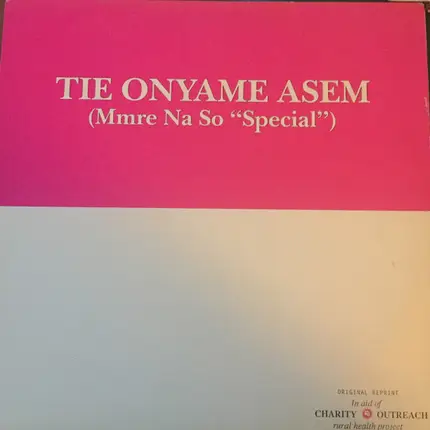 TIE ONYAME ASEM
(Mmre Na So “Special”)
ORIGINAL REPRINT
In aid of
CHARITY OUTREACH
rural health project